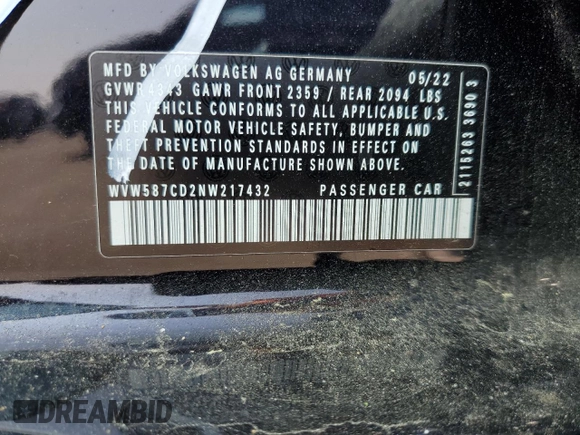 MFD BY VOLKSWAGEN AG GERMANY 05/22
GVWR 4343 GAWR FRONT 2359 / REAR 2094 LBS
THIS VEHICLE CONFORMS TO ALL APPLICABLE U.S.
FEDERAL MOTOR VEHICLE SAFETY, BUMPER AND
THEFT PREVENTION STANDARDS IN EFFECT ON
THE DATE OF MANUFACTURE SHOWN ABOVE.
WVW587CD2NW217432 PASSENGER CAR
2115263 3690 3
DREAMBID